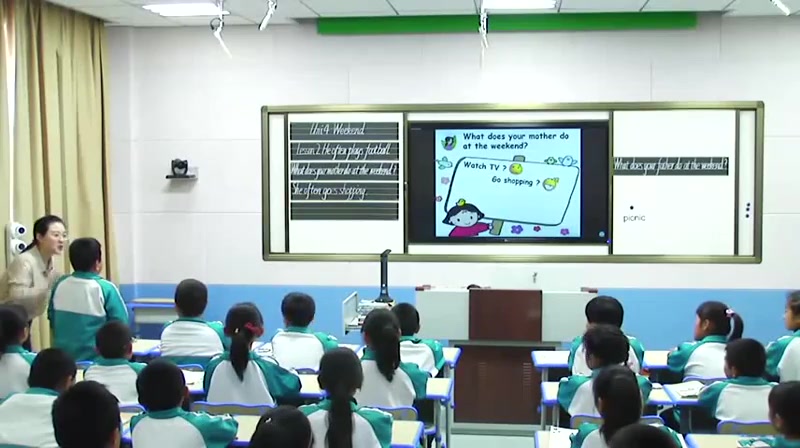 Unit 4 Weekend
Lesson 2 He often plays football.
What does your mother do at the weekend?
She often goes shopping.
What does your mother do
at the weekend?
Watch TV ?
Go shopping ?
What does your father do at the weekend?
picnic